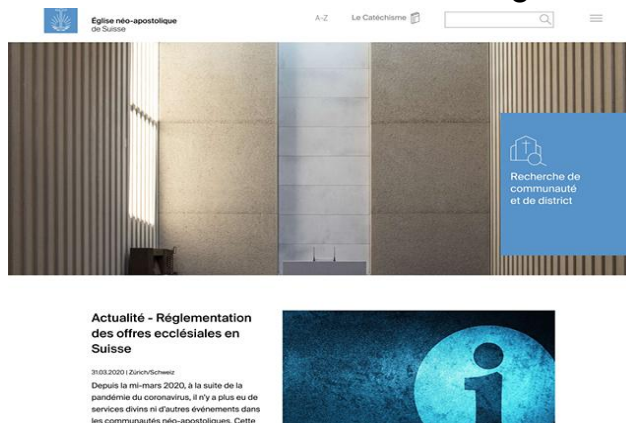 Église néo-apostolique
de Suisse
A-Z
Le Catéchisme
Recherche de
communauté
et de district
Actualité - Réglementation
des offres ecclésiales en
Suisse
31.03.2020 | Zürich/Schweiz
Depuis la mi-mars 2020, à la suite de la
pandémie du coronavirus, il n'y a plus eu de
services divins ni d'autres événements dans
les communautés néo-apostoliques. Cette